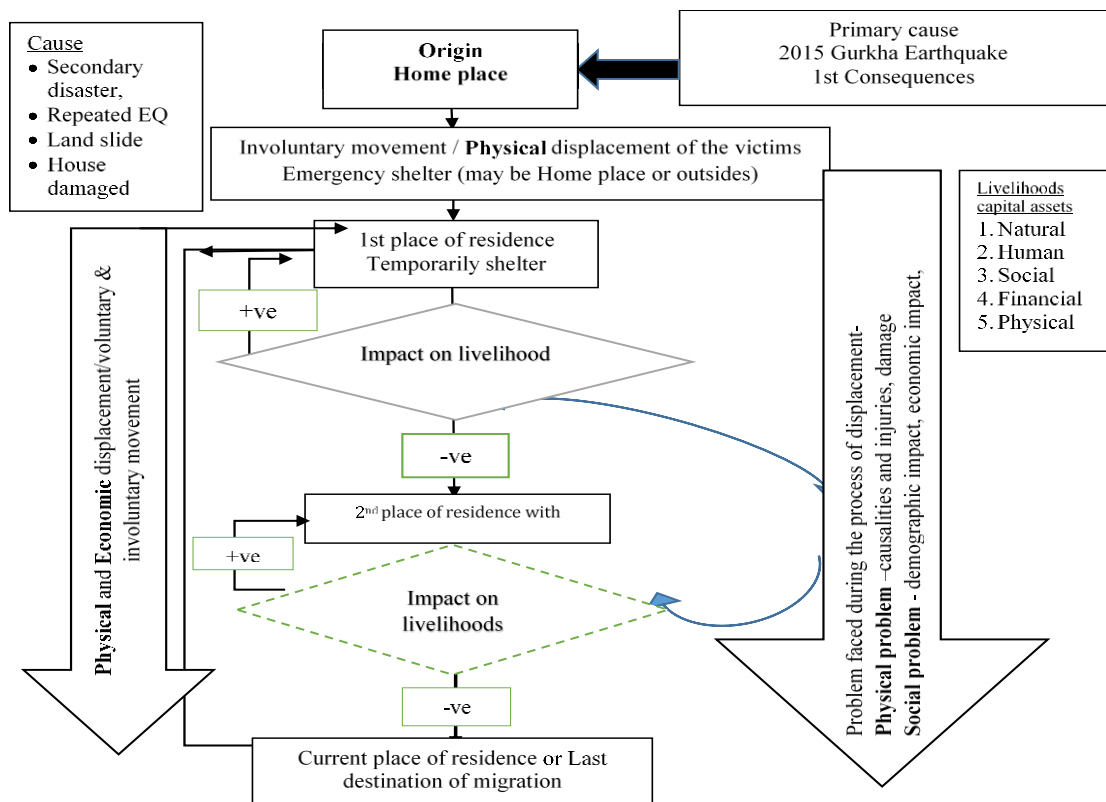 Cause
• Secondary
disaster,
• Repeated EQ
• Land slide
• House
damaged
Origin
Home place
Primary cause
2015 Gurkha Earthquake
1st Consequences
Involuntary movement / Physical displacement of the victims
Emergency shelter (may be Home place or outsides)
Livelihoods
capital assets
1. Natural
2. Human
3. Social
4. Financial
5. Physical
1st place of residence
Temporarily shelter
+ve
Impact on livelihood
-ve
2nd place of residence with
+ve
Impact on
livelihoods
-ve
Current place of residence or Last
destination of migration
Physical and Economic displacement/voluntary &
involuntary movement
Problem faced during the process of displacement-
Physical problem –causalities and injuries, damage
Social problem - demographic impact, economic impact,